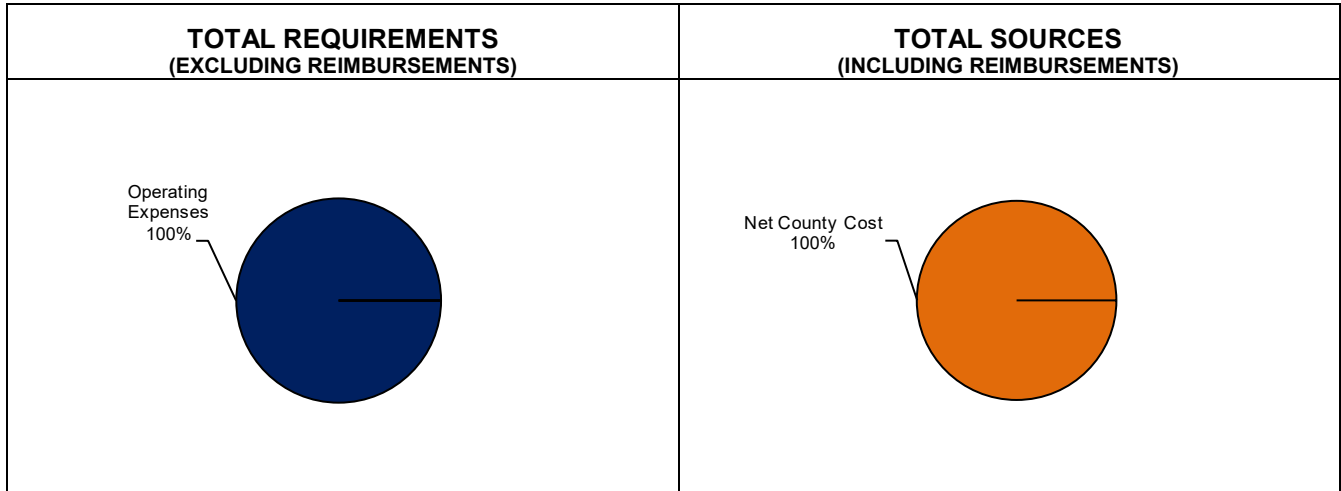 TOTAL REQUIREMENTS
(EXCLUDING REIMBURSEMENTS)
TOTAL SOURCES
(INCLUDING REIMBURSEMENTS)
Operating
Expenses
100%
Net County Cost
100%